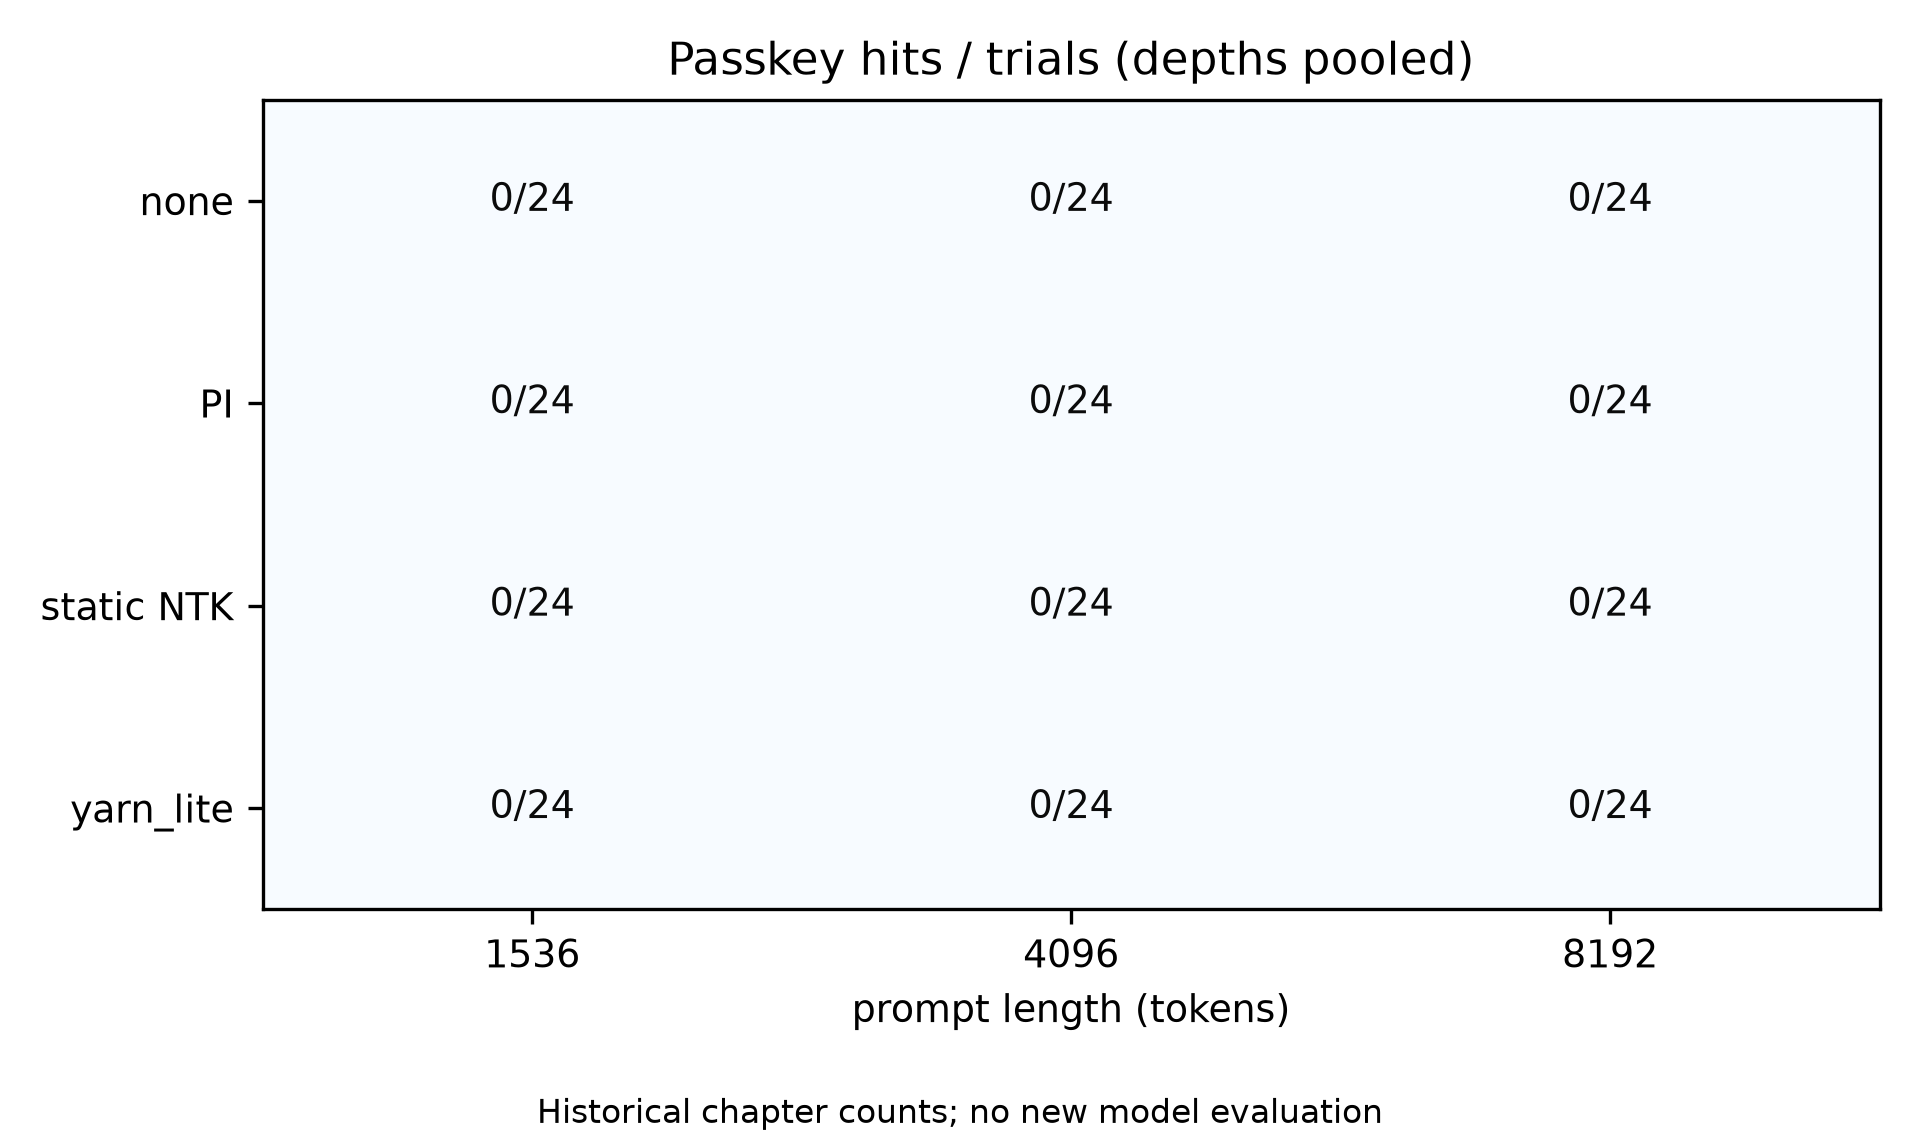 Passkey hits / trials (depths pooled)
none 0/24 0/24 0/24
PI 0/24 0/24 0/24
static NTK 0/24 0/24 0/24
yarn_lite 0/24 0/24 0/24
1536 4096 8192
prompt length (tokens)
Historical chapter counts; no new model evaluation